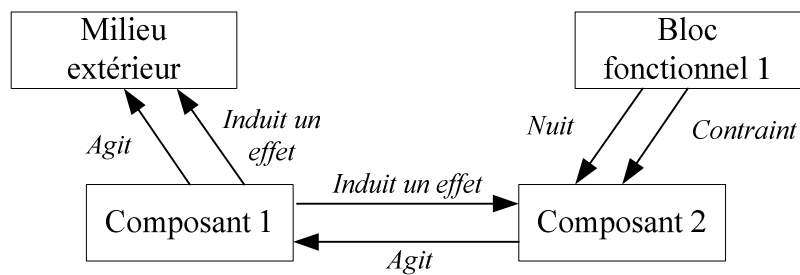 Milieu
extérieur
Bloc
fonctionnel 1
Agit
Induit un
effet
Nuit
Contraint
Composant 1
Induit un effet
Agit
Composant 2